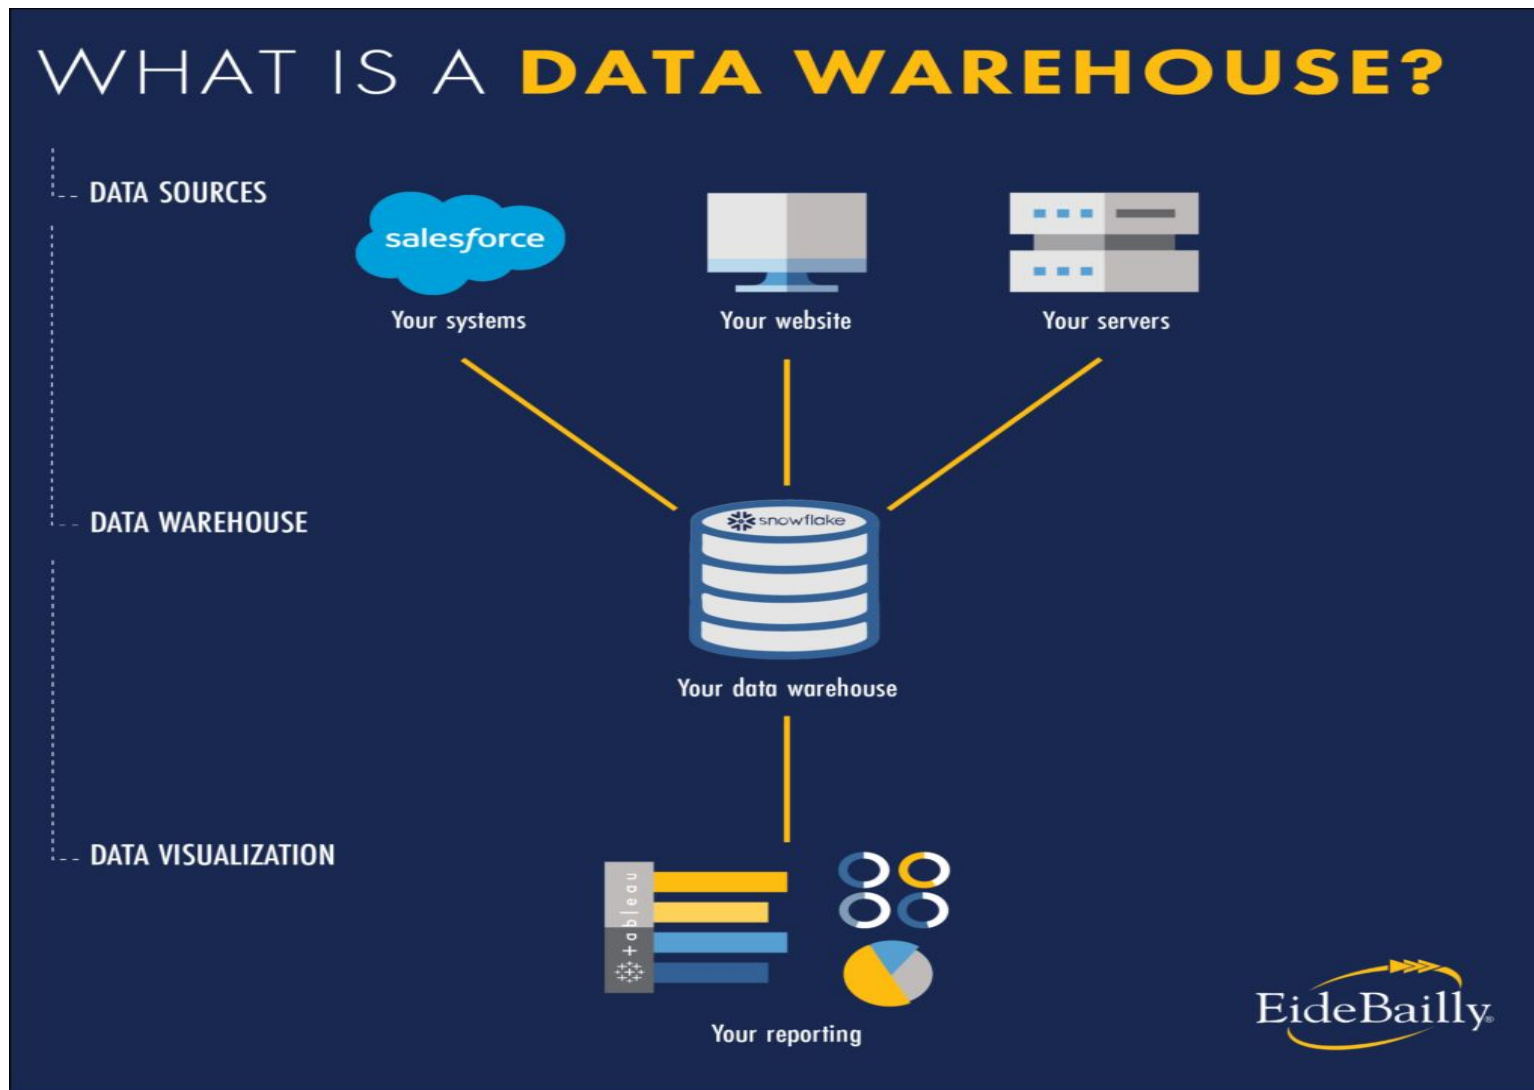 WHAT IS A DATA WAREHOUSE?
DATA SOURCES
salesforce
Your systems
Your website
Your servers
DATA WAREHOUSE
snowflake
Your data warehouse
DATA VISUALIZATION
tableau
Your reporting
EideBailly®